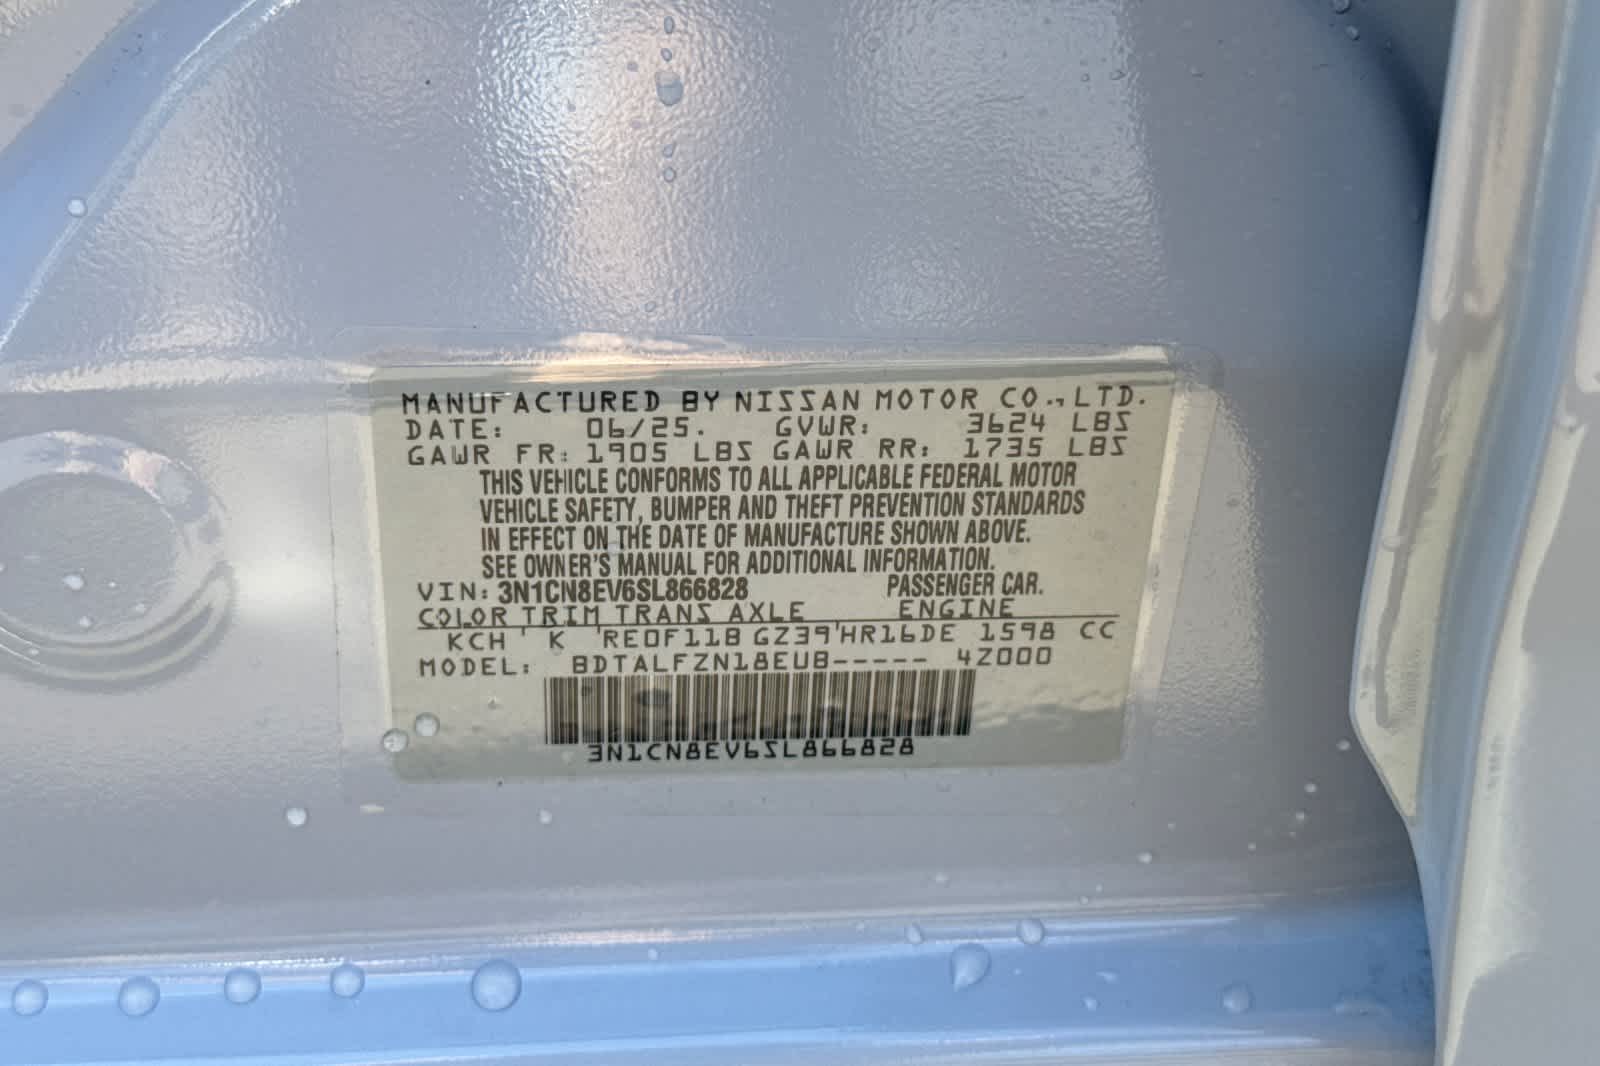 MANUFACTURED BY NISSAN MOTOR CO., LTD.
DATE: 06/25. GVWR: 3624 LBS
GAWR FR: 1905 LBS GAWR RR: 1735 LBS
THIS VEHICLE CONFORMS TO ALL APPLICABLE FEDERAL MOTOR
VEHICLE SAFETY, BUMPER AND THEFT PREVENTION STANDARDS
IN EFFECT ON THE DATE OF MANUFACTURE SHOWN ABOVE.
SEE OWNER'S MANUAL FOR ADDITIONAL INFORMATION.
VIN: 3N1CN8EV6SL866828 PASSENGER CAR.
COLOR TRIM TRANS AXLE ENGINE
KCH ' K 'RE0F11B GZ39'HR16DE 1598 CC
MODEL: BDTALFZN18EUB----- 4Z000
3N1CN8EV6SL866828